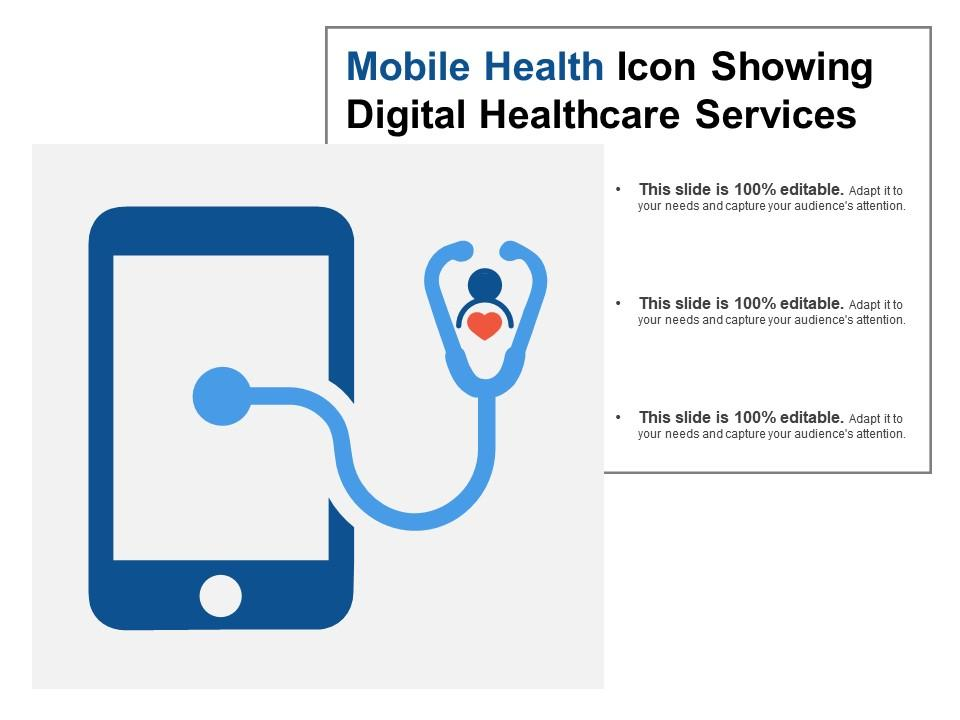 Mobile Health Icon Showing
Digital Healthcare Services
• This slide is 100% editable. Adapt it to
your needs and capture your audience's attention.
• This slide is 100% editable. Adapt it to
your needs and capture your audience's attention.
• This slide is 100% editable. Adapt it to
your needs and capture your audience's attention.